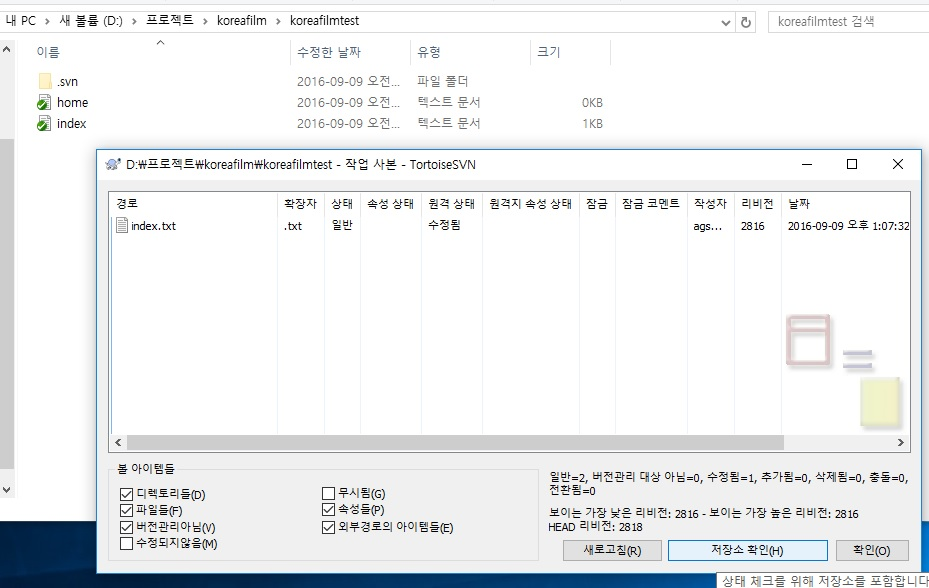 내 PC > 새 볼륨 (D:) > 프로젝트 > koreafilm > koreafilmtest
koreafilmtest 검색
이름 수정한 날짜 유형 크기
.svn 2016-09-09 오전... 파일 폴더
home 2016-09-09 오전... 텍스트 문서 0KB
index 2016-09-09 오전... 텍스트 문서 1KB
D:₩프로젝트₩koreafilm₩koreafilmtest - 작업 사본 - TortoiseSVN
경로 확장자 상태 속성 상태 원격 상태 원격지 속성 상태 잠금 잠금 코멘트 작성자 리비전 날짜
index.txt .txt 일반 수정됨 ags... 2816 2016-09-09 오후 1:07:32
볼 아이템들
디렉토리들(D) 무시됨(G)
파일들(F) 속성들(P)
버전관리아님(V) 외부경로의 아이템들(E)
수정되지않음(M)
일반=2, 버전관리 대상 아님=0, 수정됨=1, 추가됨=0, 삭제됨=0, 충돌=0,
전환됨=0
보이는 가장 낮은 리비전: 2816 - 보이는 가장 높은 리비전: 2816
HEAD 리비전: 2818
새로고침(R) 저장소 확인(H) 확인(O)
상태 체크를 위해 저장소를 포함합니다